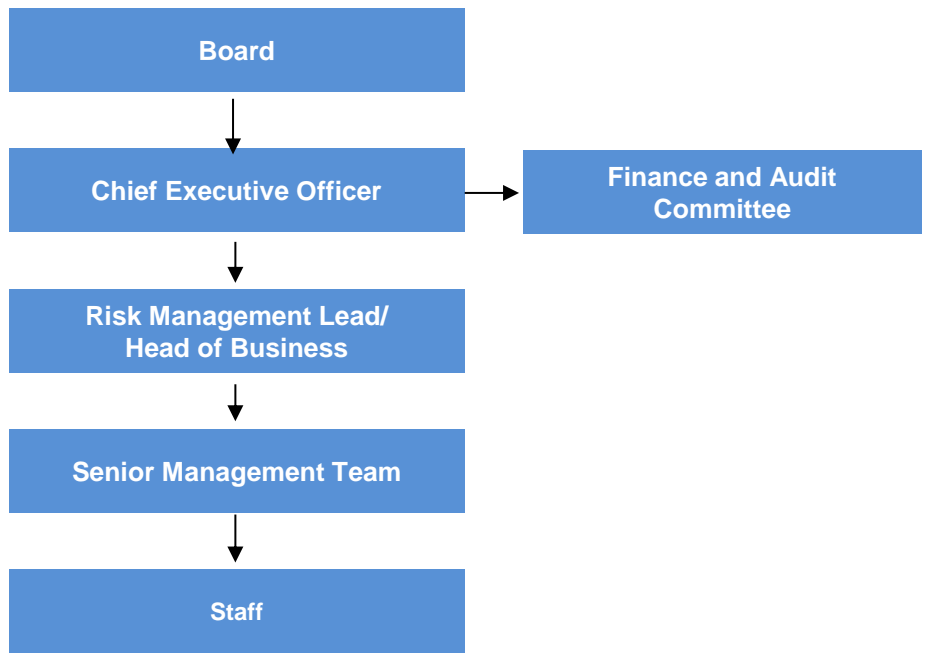 Board
Chief Executive Officer
Finance and Audit
Committee
Risk Management Lead/
Head of Business
Senior Management Team
Staff